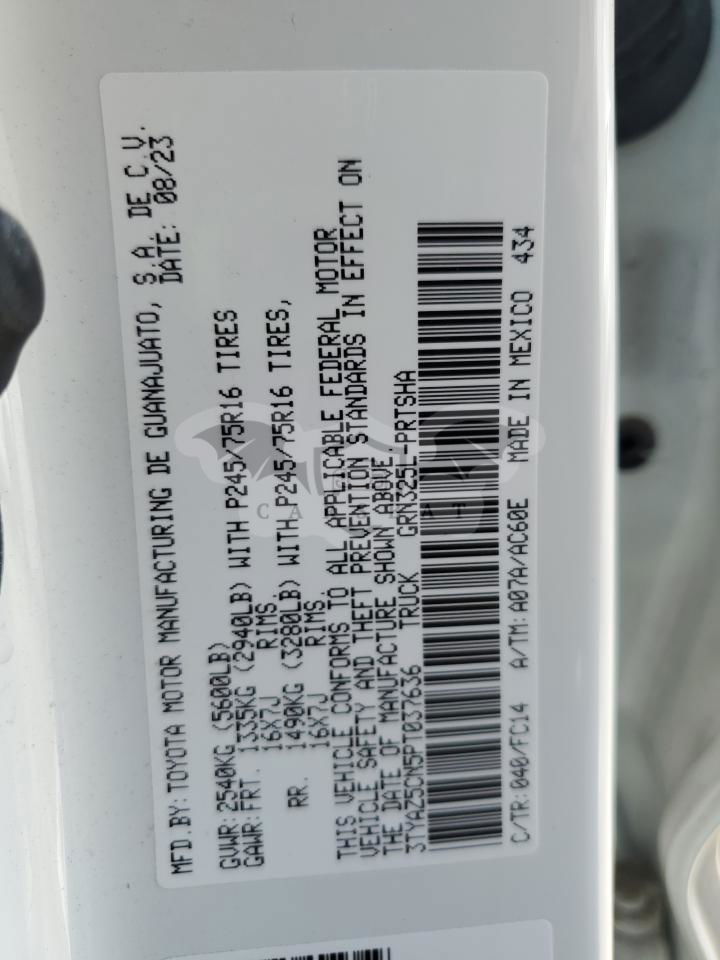 MFD.BY: TOYOTA MOTOR MANUFACTURING DE GUANAJUATO, S.A. DE C.V.
DATE: 08/23
GVWR: 2540KG (5600LB)
GAWR: FRT. 1335KG (2940LB) WITH P245/75R16 TIRES
16X7J RIMS.
RR. 1490KG (3280LB) WITH P245/75R16 TIRES,
16X7J RIMS.
THIS VEHICLE CONFORMS TO ALL APPLICABLE FEDERAL MOTOR
VEHICLE SAFETY AND THEFT PREVENTION STANDARDS IN EFFECT ON
THE DATE OF MANUFACTURE SHOWN ABOVE.
3TYAZ5CN5PT037636 TRUCK GRN325L-PRTSHA
C/TR: 040/FC14 A/TM: A07A/AC60E MADE IN MEXICO 434